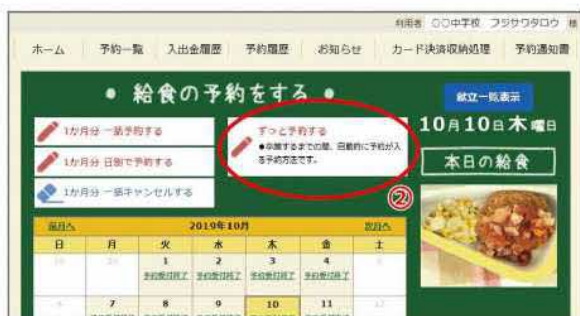 利用者 〇〇中学校 フジサワタロウ 様
ホーム 予約一覧 入出金履歴 予約履歴 お知らせ カード決済収納処理 予約通知書
● 給食の予約をする ●
献立一覧表示
1か月分 一括予約する
ずっと予約する
●卒業するまでの間、自動的に予約が入
る予約方法です。
10月10日木曜日
1か月分 日別で予約する
本日の給食
1か月分 一括キャンセルする
②
前月へ 2019年10月 次月へ
日 月 火 水 木 金 土
29 30 1 2 3 4 5
予約受付終了 予約受付終了 予約受付終了 予約受付終了
6 7 8 9 10 11 12